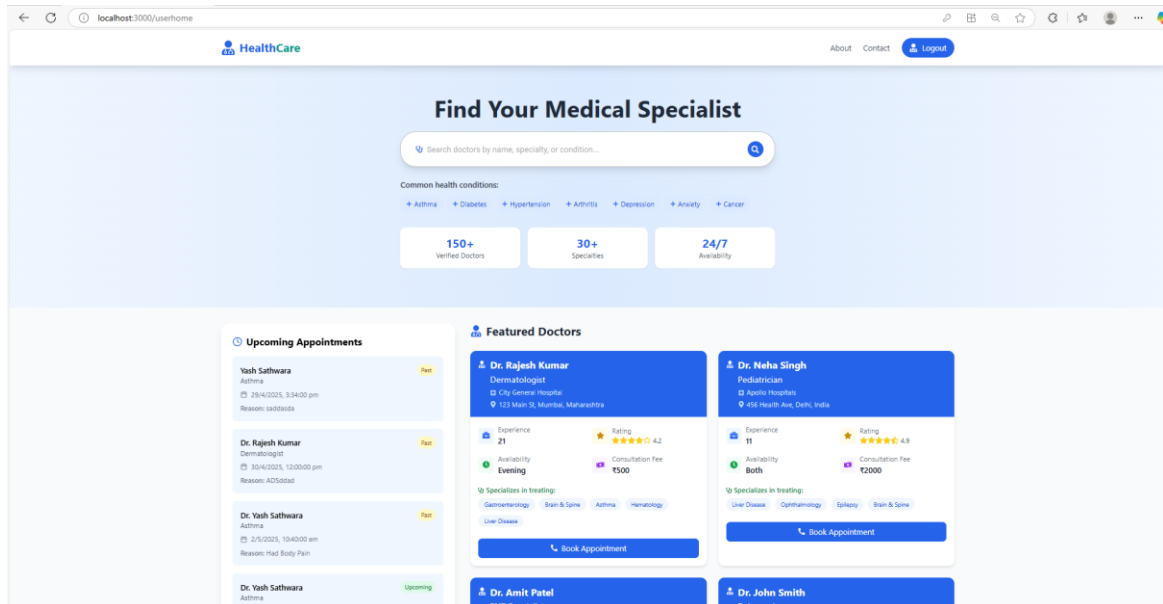 localhost:3000/userhome
HealthCare
About Contact Logout
Find Your Medical Specialist
Search doctors by name, specialty, or condition...
Common health conditions:
+ Asthma + Diabetes + Hypertension + Arthritis + Depression + Anxiety + Cancer
150+
Verified Doctors
30+
Specialties
24/7
Availability
Upcoming Appointments
Yash Sathwara Past
Asthma
29/4/2025, 3:34:00 pm
Reason: saddasda
Dr. Rajesh Kumar Past
Dermatologist
30/4/2025, 12:00:00 pm
Reason: ADSddad
Dr. Yash Sathwara Past
Asthma
2/5/2025, 10:40:00 am
Reason: Had Body Pain
Dr. Yash Sathwara Upcoming
Asthma
Featured Doctors
Dr. Rajesh Kumar
Dermatologist
City General Hospital
123 Main St, Mumbai, Maharashtra
Experience
21
Rating
4.2
Availability
Evening
Consultation Fee
₹500
Specializes in treating:
Gastroenterology Brain & Spine Asthma Hematology
Liver Disease
Book Appointment
Dr. Neha Singh
Pediatrician
Apollo Hospitals
456 Health Ave, Delhi, India
Experience
11
Rating
4.9
Availability
Both
Consultation Fee
₹2000
Specializes in treating:
Liver Disease Ophthalmology Epilepsy Brain & Spine
Book Appointment
Dr. Amit Patel
Dr. John Smith